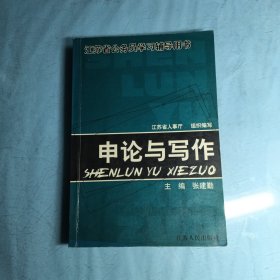 江苏省公务员学习辅导用书
江苏省人事厅 组织编写
申论与写作
SHENLUN YU XIEZUO
主编 张建勤
江苏人民出版社